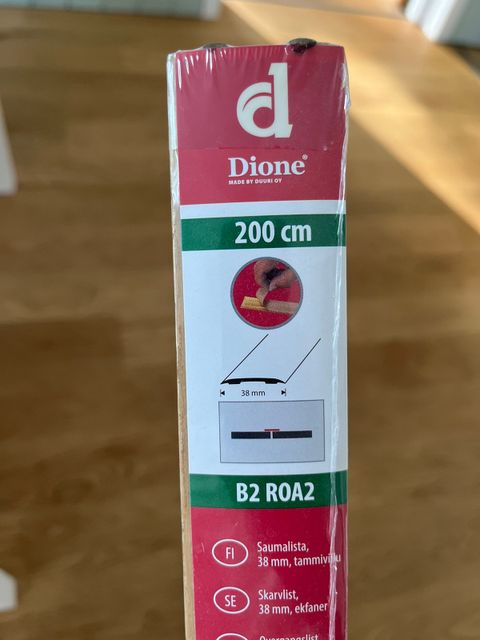 d
Dione®
MADE BY DUURI OY
200 cm
38 mm
B2 ROA2
FI
Saumalista,
38 mm, tammiviilu
SE
Skarvlist,
38 mm, ekfaner
Overgangslist